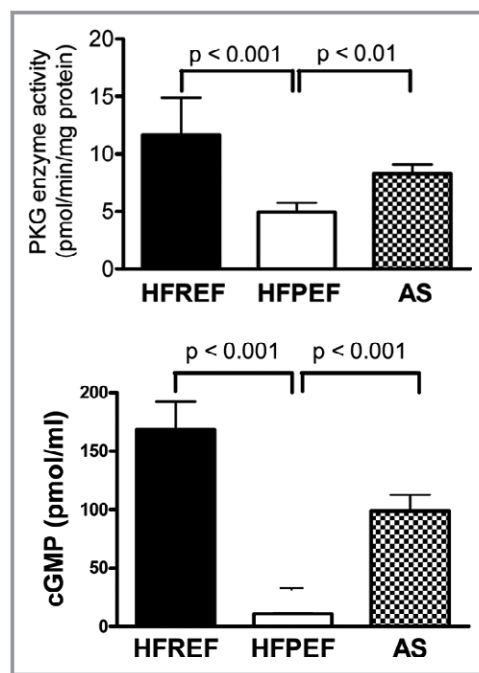 PKG enzyme activity
(pmol/min/mg protein)
20
15
10
5
0
p < 0.001
p < 0.01
HFREF
HFPEF
AS
cGMP (pmol/ml)
200
150
100
50
0
p < 0.001
p < 0.001
HFREF
HFPEF
AS